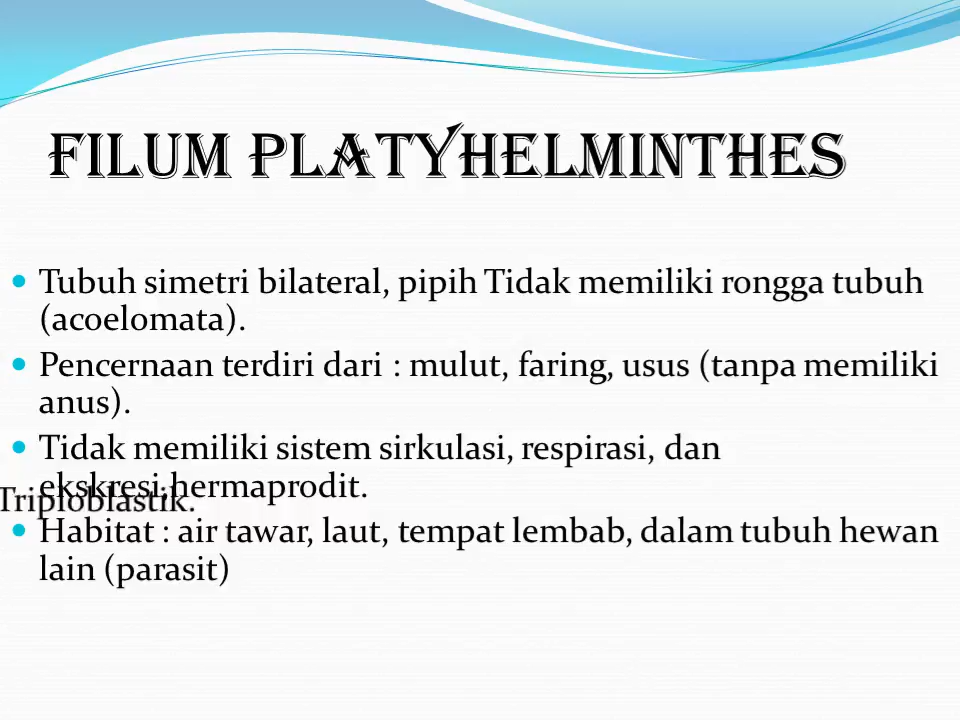 FILUM PLATYHELMINTHES
Tubuh simetri bilateral, pipih Tidak memiliki rongga tubuh
(acoelomata).
Pencernaan terdiri dari : mulut, faring, usus (tanpa memiliki
anus).
Tidak memiliki sistem sirkulasi, respirasi, dan
ekskresi,hermaprodit.
Triploblastik.
Habitat : air tawar, laut, tempat lembab, dalam tubuh hewan
lain (parasit)